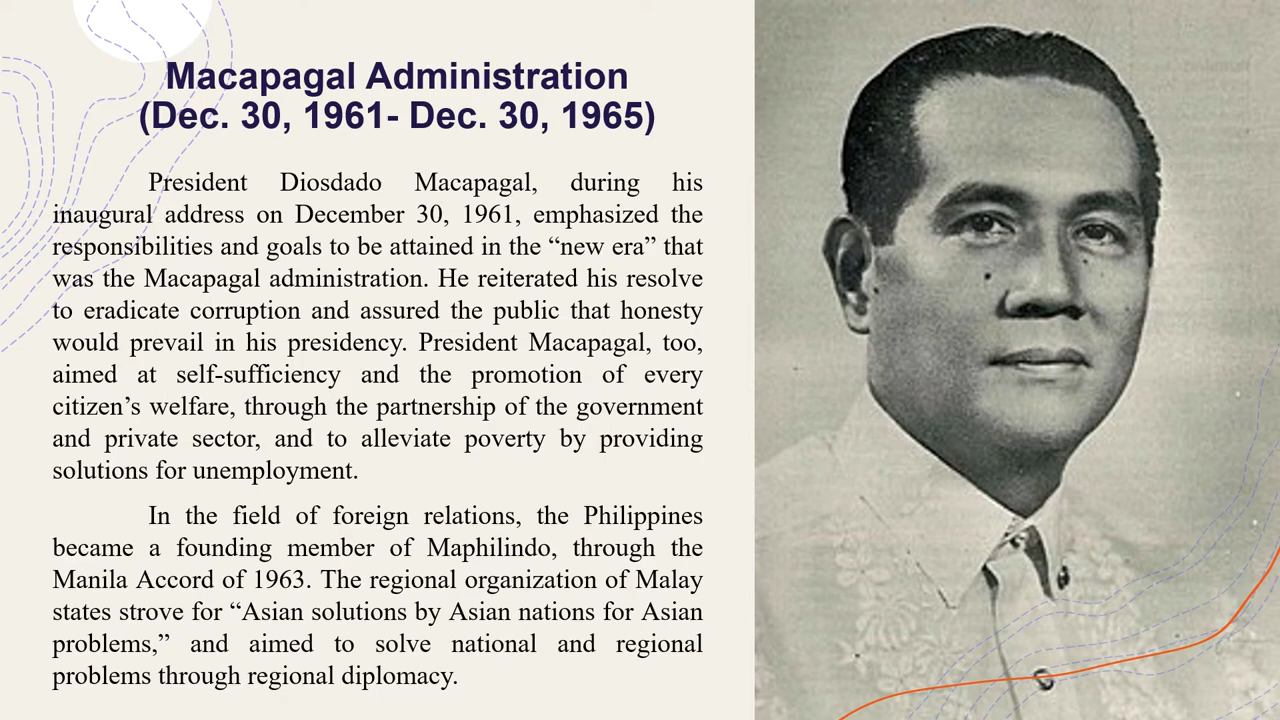 Macapagal Administration
(Dec. 30, 1961- Dec. 30, 1965)
President Diosdado Macapagal, during his
inaugural address on December 30, 1961, emphasized the
responsibilities and goals to be attained in the “new era” that
was the Macapagal administration. He reiterated his resolve
to eradicate corruption and assured the public that honesty
would prevail in his presidency. President Macapagal, too,
aimed at self-sufficiency and the promotion of every
citizen’s welfare, through the partnership of the government
and private sector, and to alleviate poverty by providing
solutions for unemployment.
In the field of foreign relations, the Philippines
became a founding member of Maphilindo, through the
Manila Accord of 1963. The regional organization of Malay
states strove for “Asian solutions by Asian nations for Asian
problems,” and aimed to solve national and regional
problems through regional diplomacy.